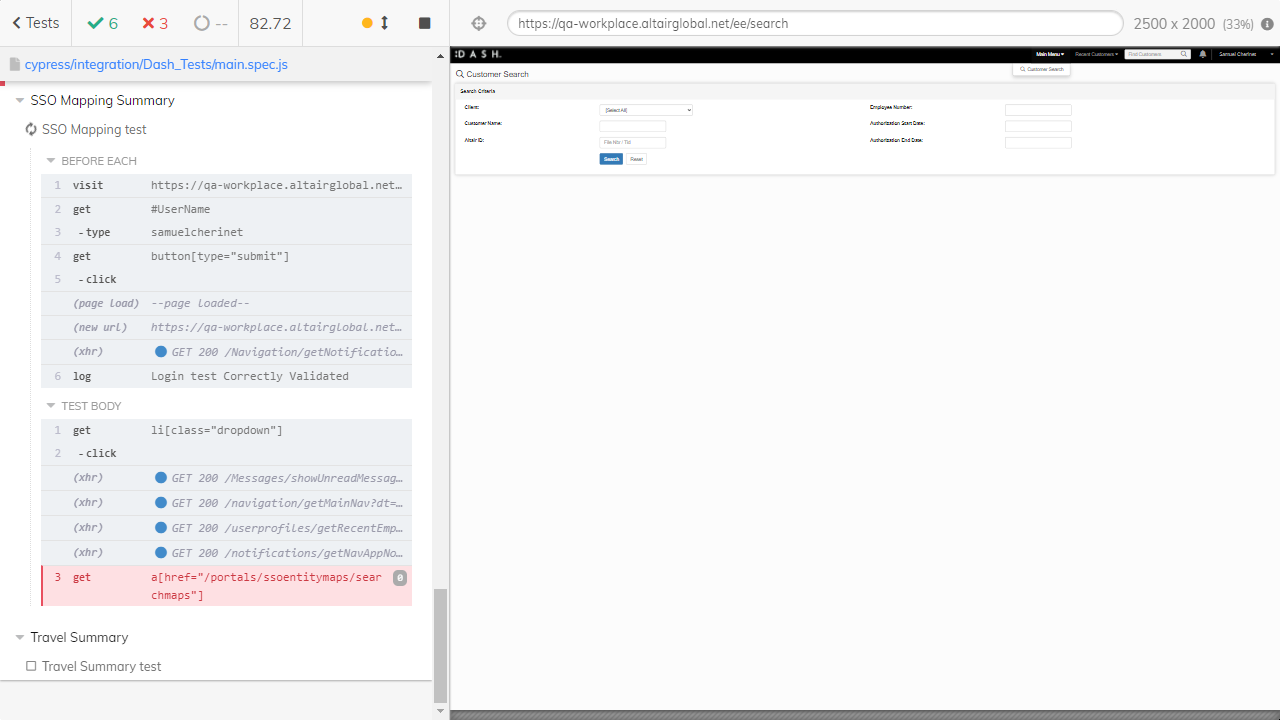 Tests
6
3
--
82.72
https://qa-workplace.altairglobal.net/ee/search
2500 x 2000 (33%)
cypress/integration/Dash_Tests/main.spec.js
SSO Mapping Summary
SSO Mapping test
BEFORE EACH
1 visit https://qa-workplace.altairglobal.net…
2 get #UserName
3 -type samuelcherinet
4 get button[type="submit"]
5 -click
(page load) --page loaded--
(new url) https://qa-workplace.altairglobal.net…
(xhr) GET 200 /Navigation/getNotificatio…
6 log Login test Correctly Validated
TEST BODY
1 get li[class="dropdown"]
2 -click
(xhr) GET 200 /Messages/showUnreadMessag…
(xhr) GET 200 /navigation/getMainNav?dt=…
(xhr) GET 200 /userprofiles/getRecentEmp…
(xhr) GET 200 /notifications/getNavAppNo…
3 get a[href="/portals/ssoentitymaps/sear
chmaps"] 0
Travel Summary
Travel Summary test
:DASH.
Main Menu
Recent Customers
Find Customers
Samuel Cherinet
Customer Search
Customer Search
Search Criteria
Client: [Select All] Employee Number:
Customer Name: Authorization Start Date:
Altair ID: File Nbr / TId Authorization End Date:
Search Reset